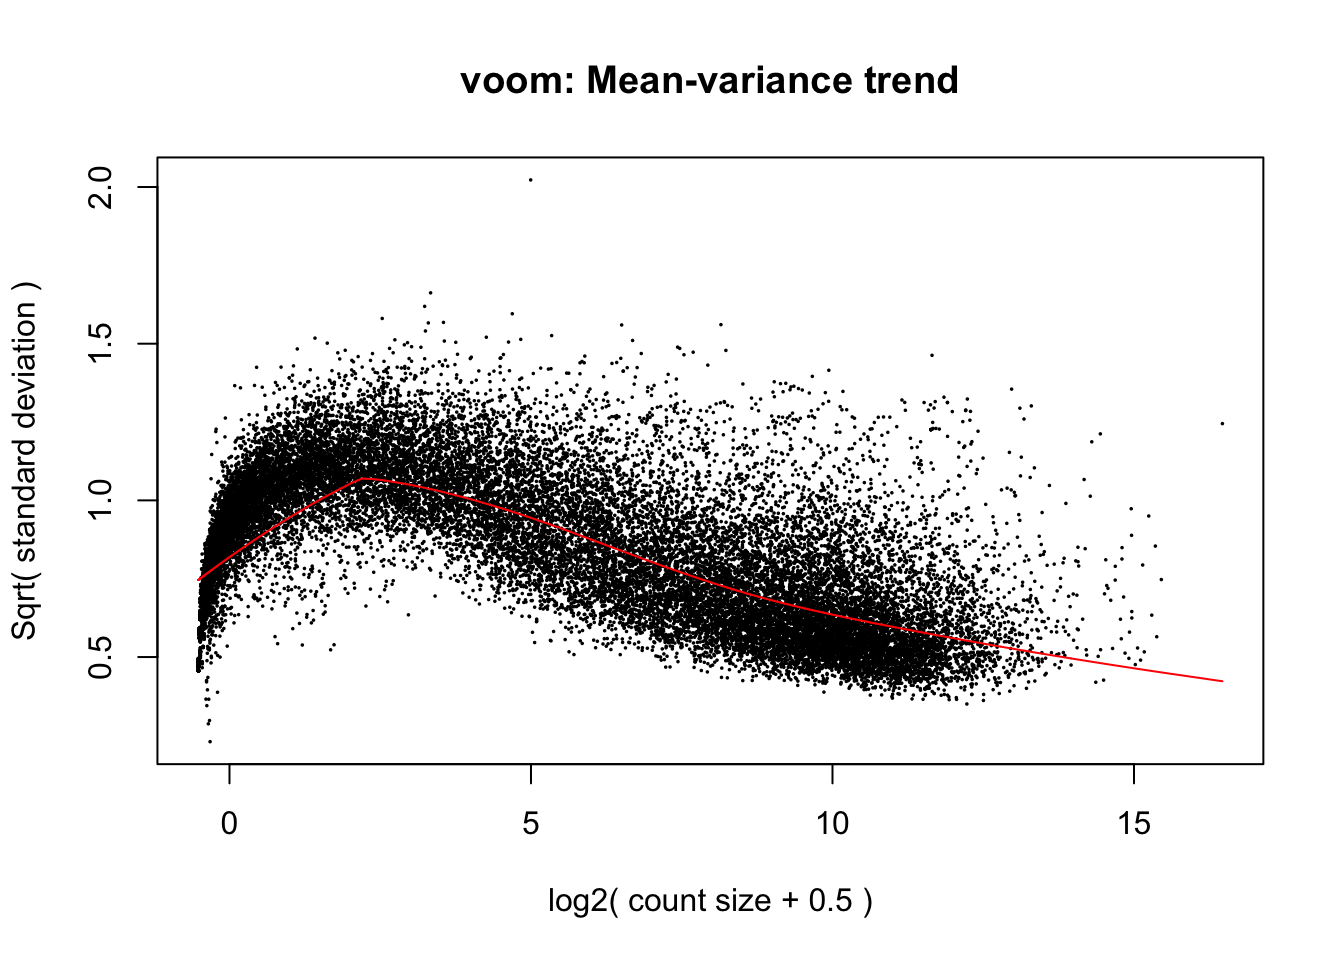 voom: Mean-variance trend
Sqrt( standard deviation )
2.0
1.5
1.0
0.5
0 5 10 15
log2( count size + 0.5 )